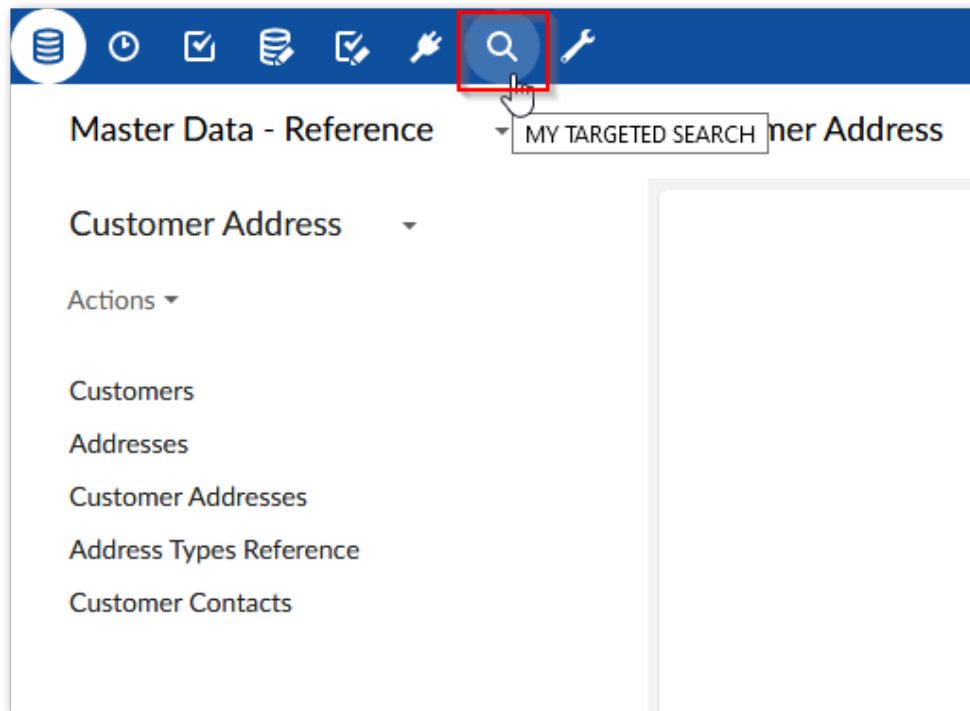 Master Data - Reference
MY TARGETED SEARCH
mer Address
Customer Address
Actions
Customers
Addresses
Customer Addresses
Address Types Reference
Customer Contacts